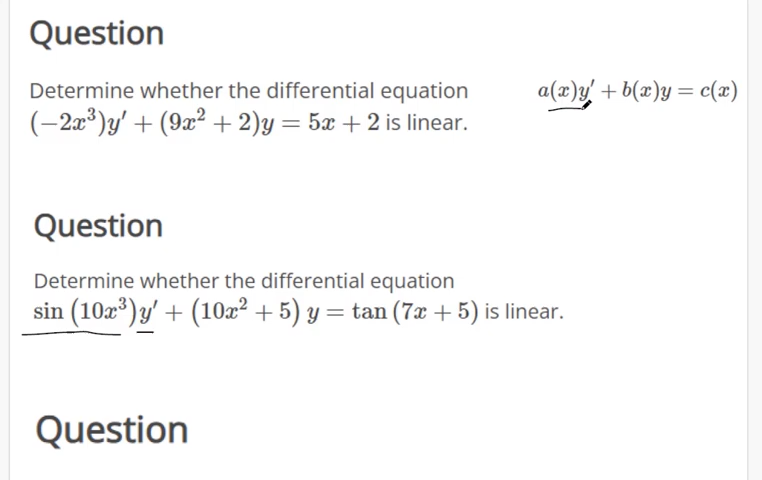 Question
Determine whether the differential equation
(−2x³)y′ + (9x² + 2)y = 5x + 2 is linear.
a(x)y′ + b(x)y = c(x)
Question
Determine whether the differential equation
sin (10x³)y′ + (10x² + 5) y = tan (7x + 5) is linear.
Question